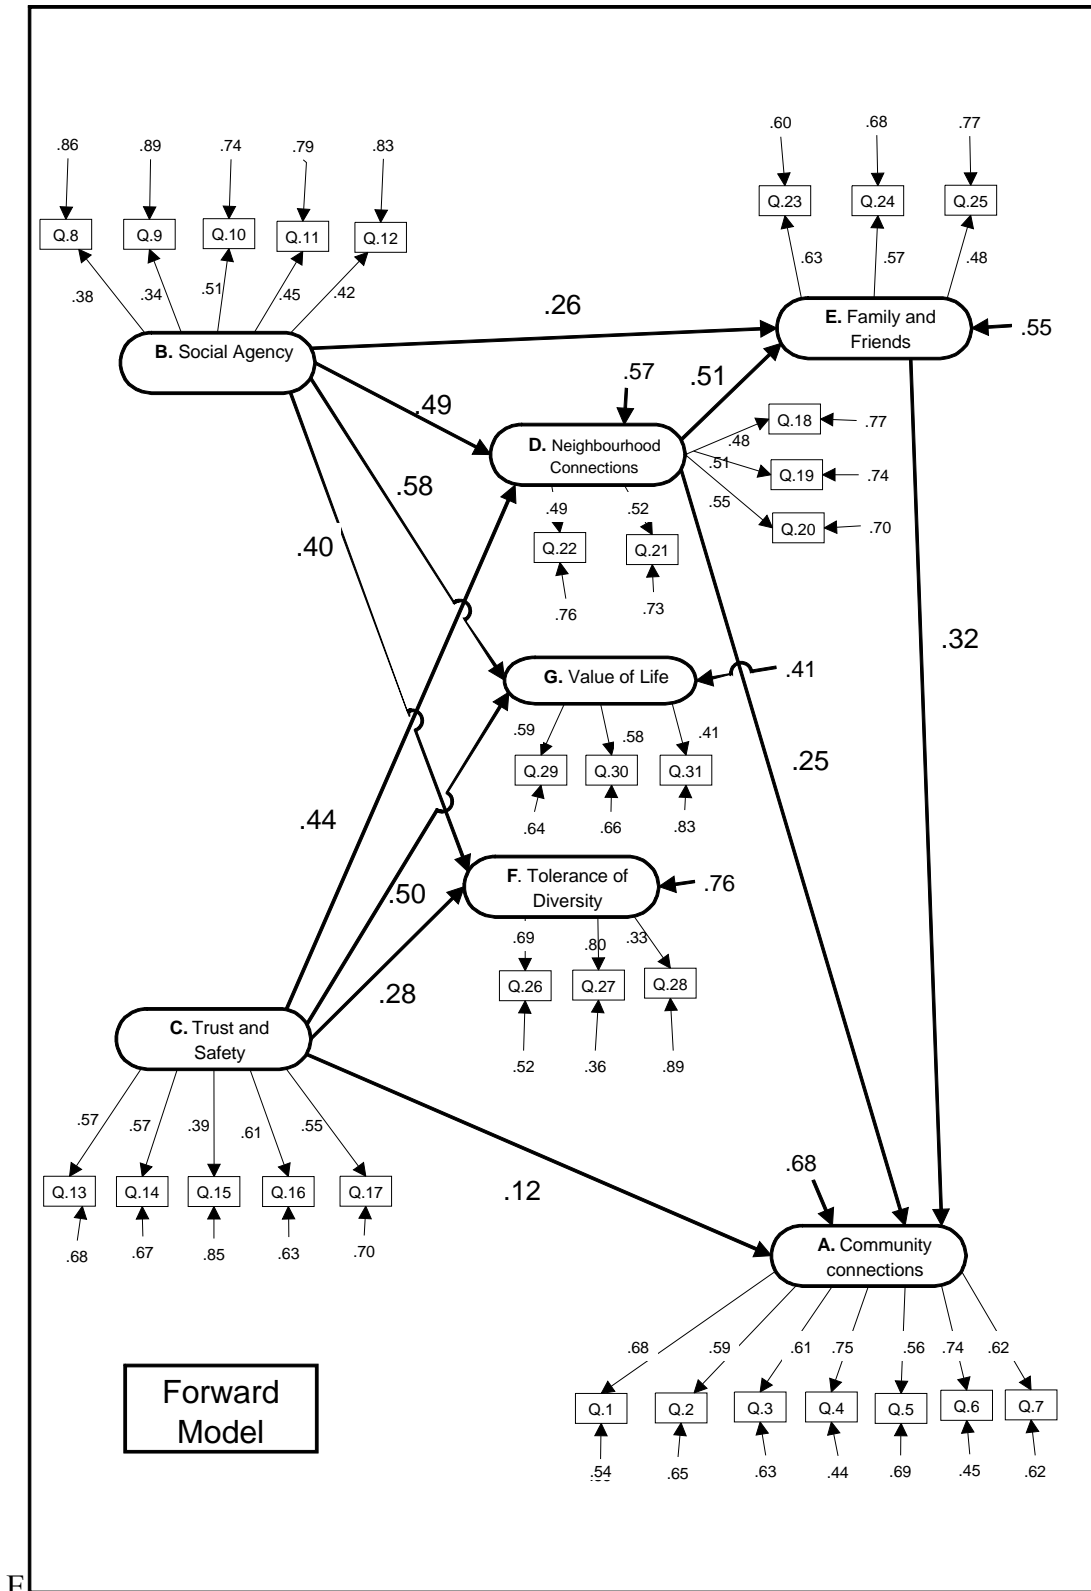 .86 .89 .74 .79 .83
.60 .68 .77
Q.8 Q.9 Q.10 Q.11 Q.12
Q.23 Q.24 Q.25
.38 .34 .51 .45 .42
.63 .57 .48
.26
B. Social Agency
E. Family and
Friends
.55
.57
.51
.49
D. Neighbourhood
Connections
.48 Q.18 .77
.51 Q.19 .74
.55 Q.20 .70
.58
.40
.49 .52
Q.22 Q.21
.76 .73
.32
G. Value of Life
.41
.59 .58 .41
Q.29 Q.30 Q.31
.64 .66 .83
.25
.44
F. Tolerance of
Diversity
.76
.50
.69 .80 .33
Q.26 Q.27 Q.28
.52 .36 .89
.28
C. Trust and
Safety
.57 .57 .39 .61 .55
Q.13 Q.14 Q.15 Q.16 Q.17
.68 .67 .85 .63 .70
.12
.68
A. Community
connections
.68 .59 .61 .75 .56 .74 .62
Q.1 Q.2 Q.3 Q.4 Q.5 Q.6 Q.7
.54 .65 .63 .44 .69 .45 .62
Forward
Model